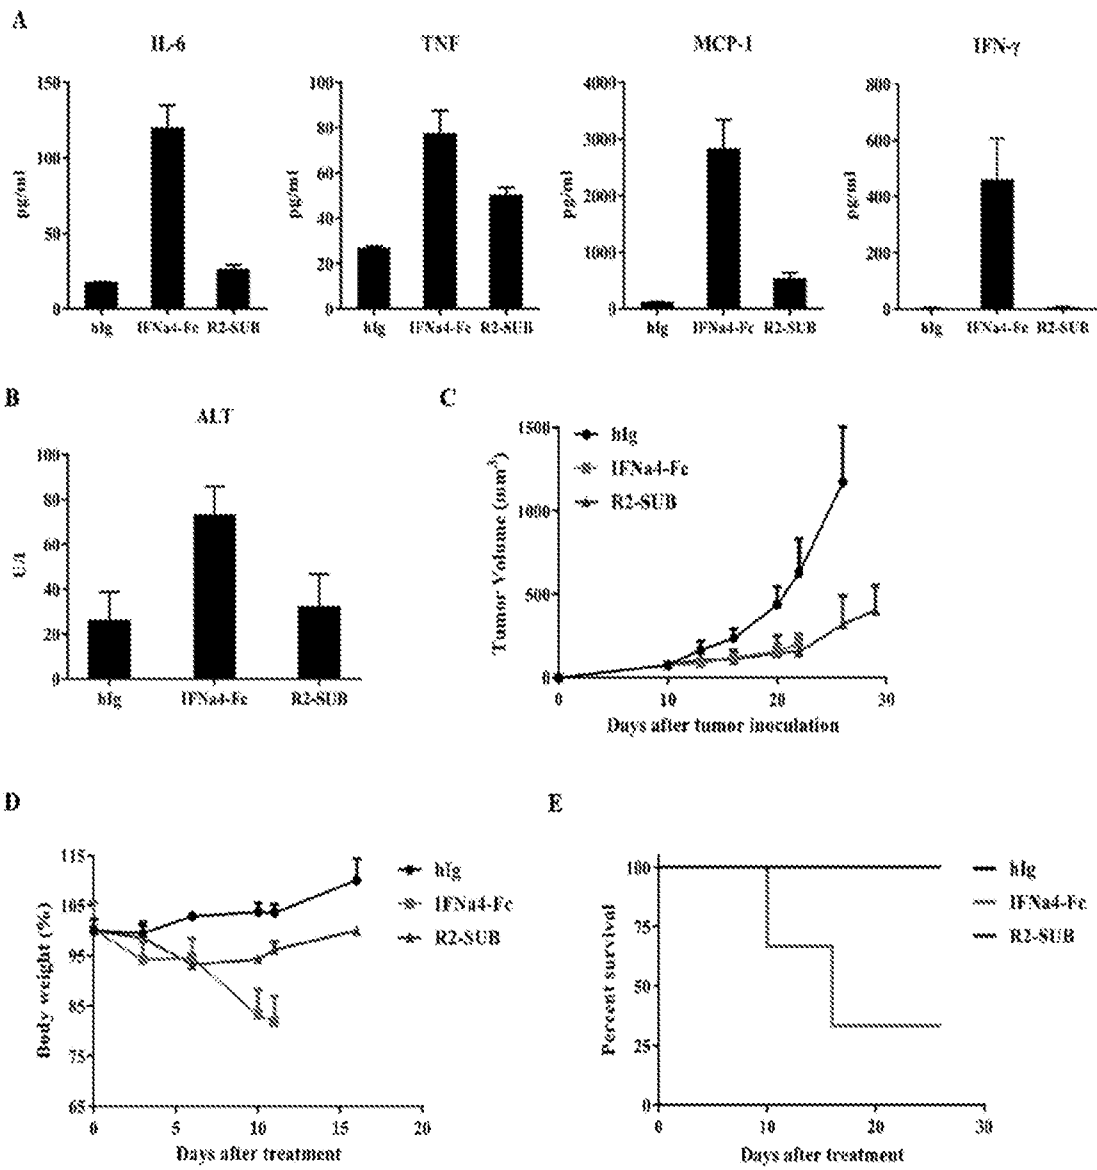 A
IL-6
TNF
MCP-1
IFN-γ
150
100
50
0
pg/ml
hIg IFNa4-Fc R2-SUB
100
80
60
40
20
0
pg/ml
hIg IFNa4-Fc R2-SUB
4000
3000
2000
1000
0
pg/ml
hIg IFNa4-Fc R2-SUB
800
600
400
200
0
pg/ml
hIg IFNa4-Fc R2-SUB
B
ALT
100
80
60
40
20
0
U/l
hIg IFNa4-Fc R2-SUB
C
1500
1000
500
0
Tumor Volume (mm³)
hIg
IFNa4-Fc
R2-SUB
0 10 20 30
Days after tumor inoculation
D
115
105
95
85
75
65
Body weight (%)
hIg
IFNa4-Fc
R2-SUB
0 5 10 15 20
Days after treatment
E
100
75
50
25
0
Percent survival
hIg
IFNa4-Fc
R2-SUB
0 10 20 30
Days after treatment